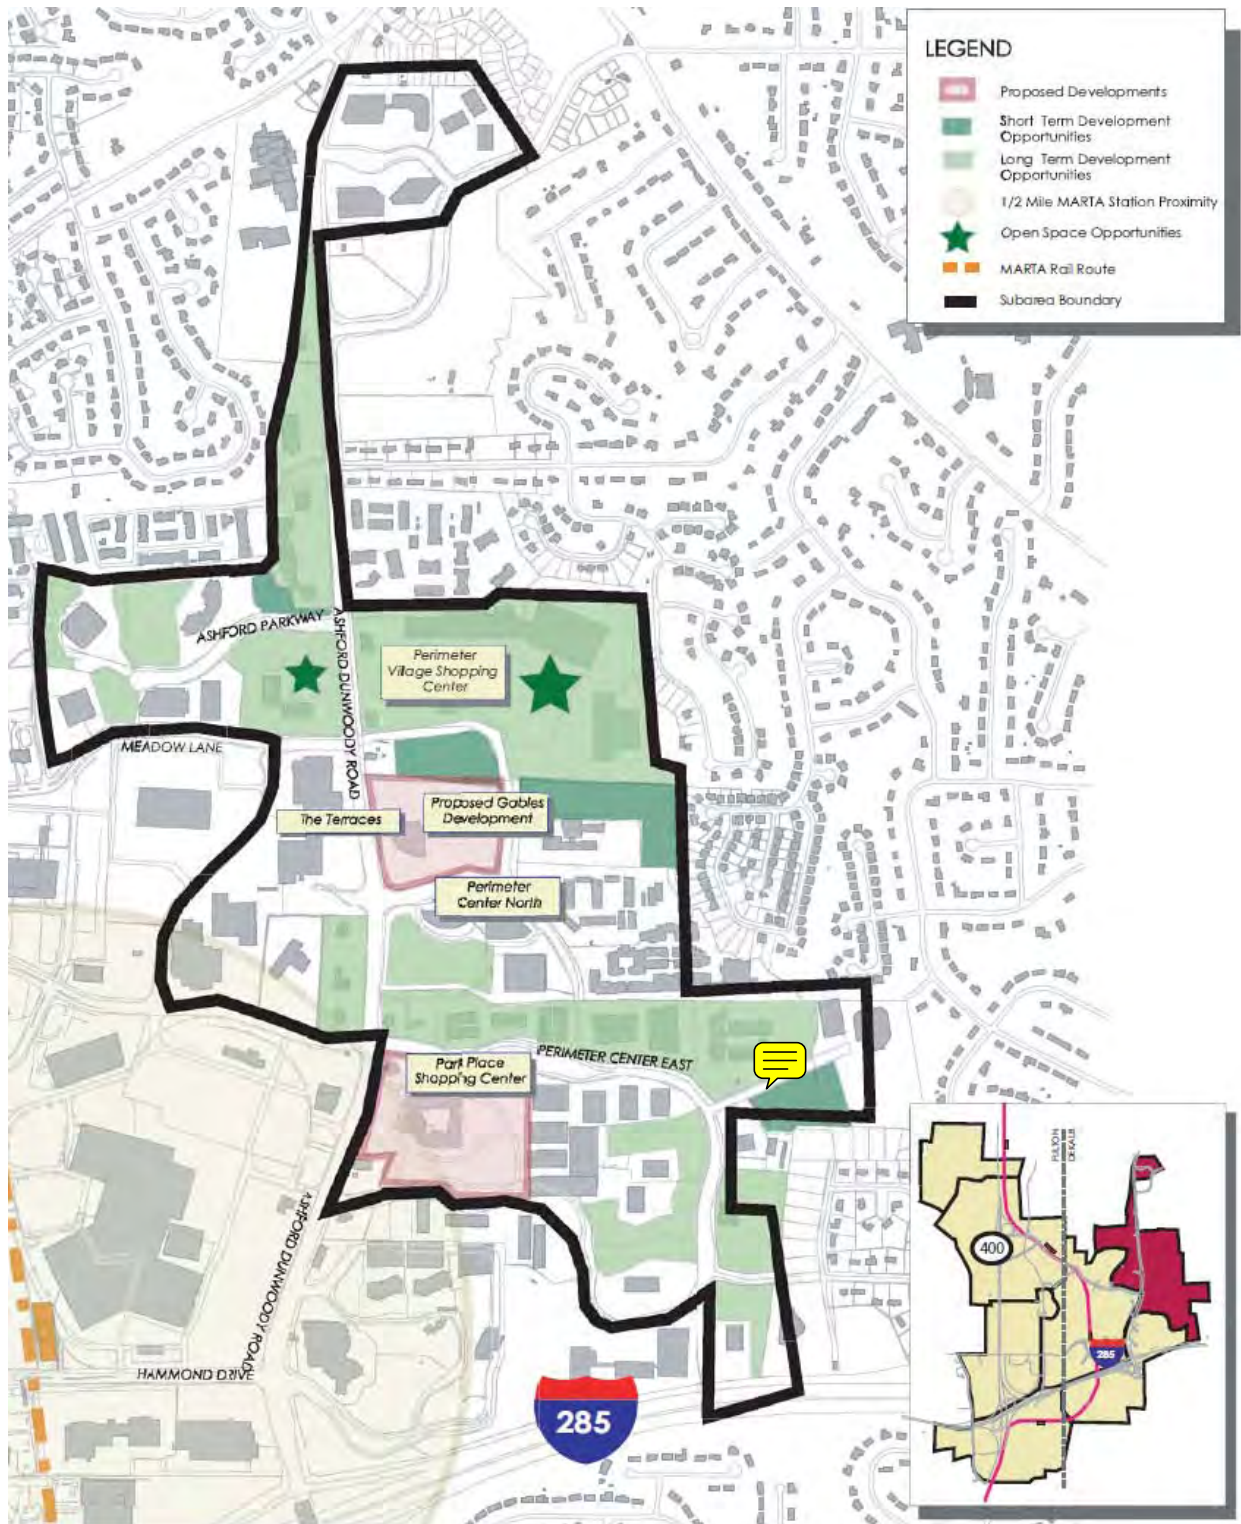 LEGEND
Proposed Developments
Short Term Development
Opportunities
Long Term Development
Opportunities
1/2 Mile MARTA Station Proximity
Open Space Opportunities
MARTA Rail Route
Subarea Boundary
ASHFORD PARKWAY
ASHFORD DUNWOODY ROAD
Perimeter
Village Shopping
Center
MEADOW LANE
The Terraces
Proposed Gables
Development
Perimeter
Center North
PERIMETER CENTER EAST
Park Place
Shopping Center
ASHFORD DUNWOODY ROAD
HAMMOND DRIVE
285
FULTON
DEKALB
400
285